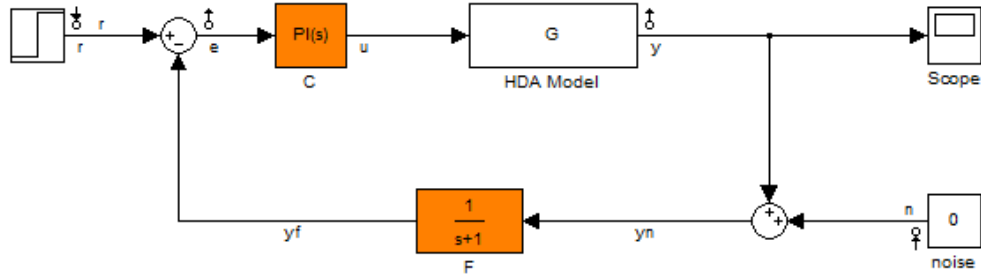 r
r
+
−
e
PI(s)
C
u
G
HDA Model
y
Scope
1
s+1
F
yf
yn
+
+
n
0
noise